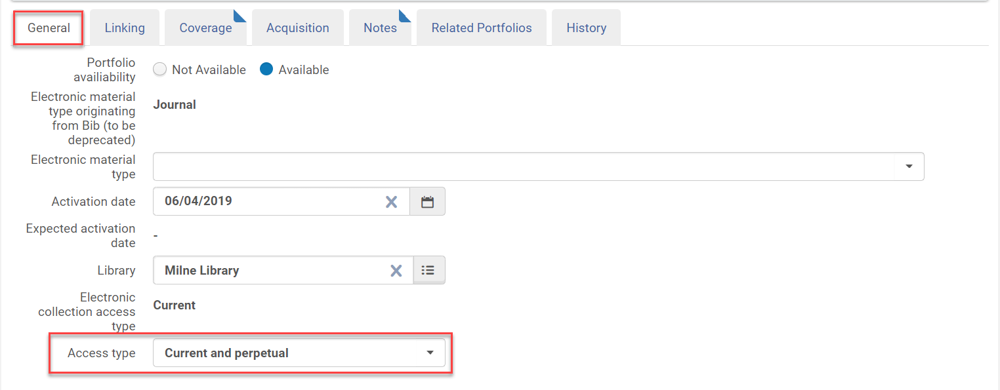 General Linking Coverage Acquisition Notes Related Portfolios History
Portfolio
availiability
Not Available Available
Electronic material
type originating
from Bib (to be
deprecated)
Journal
Electronic material
type
Activation date 06/04/2019
Expected activation
date
-
Library Milne Library
Electronic
collection access
type
Current
Access type Current and perpetual